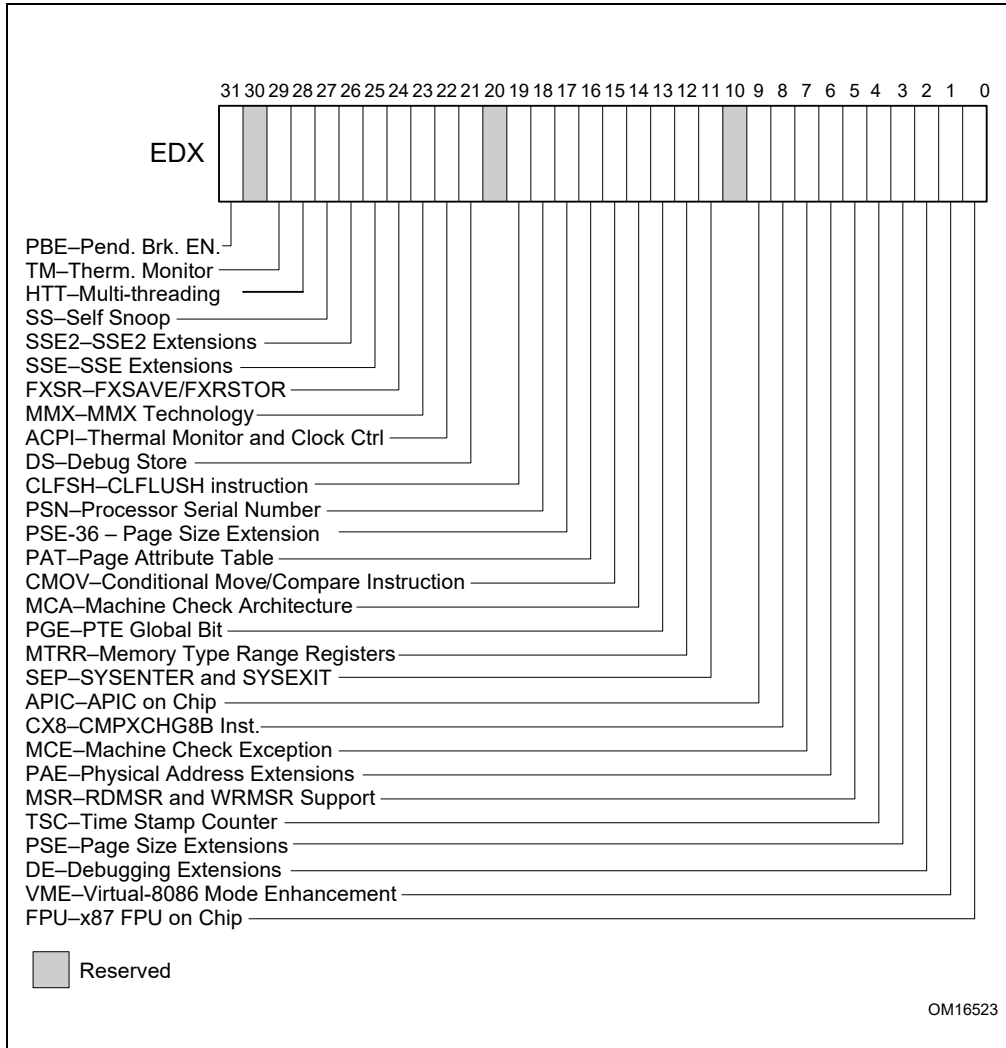 31 30 29 28 27 26 25 24 23 22 21 20 19 18 17 16 15 14 13 12 11 10 9 8 7 6 5 4 3 2 1 0
EDX
PBE–Pend. Brk. EN.
TM–Therm. Monitor
HTT–Multi-threading
SS–Self Snoop
SSE2–SSE2 Extensions
SSE–SSE Extensions
FXSR–FXSAVE/FXRSTOR
MMX–MMX Technology
ACPI–Thermal Monitor and Clock Ctrl
DS–Debug Store
CLFSH–CLFLUSH instruction
PSN–Processor Serial Number
PSE-36 – Page Size Extension
PAT–Page Attribute Table
CMOV–Conditional Move/Compare Instruction
MCA–Machine Check Architecture
PGE–PTE Global Bit
MTRR–Memory Type Range Registers
SEP–SYSENTER and SYSEXIT
APIC–APIC on Chip
CX8–CMPXCHG8B Inst.
MCE–Machine Check Exception
PAE–Physical Address Extensions
MSR–RDMSR and WRMSR Support
TSC–Time Stamp Counter
PSE–Page Size Extensions
DE–Debugging Extensions
VME–Virtual-8086 Mode Enhancement
FPU–x87 FPU on Chip
Reserved
OM16523